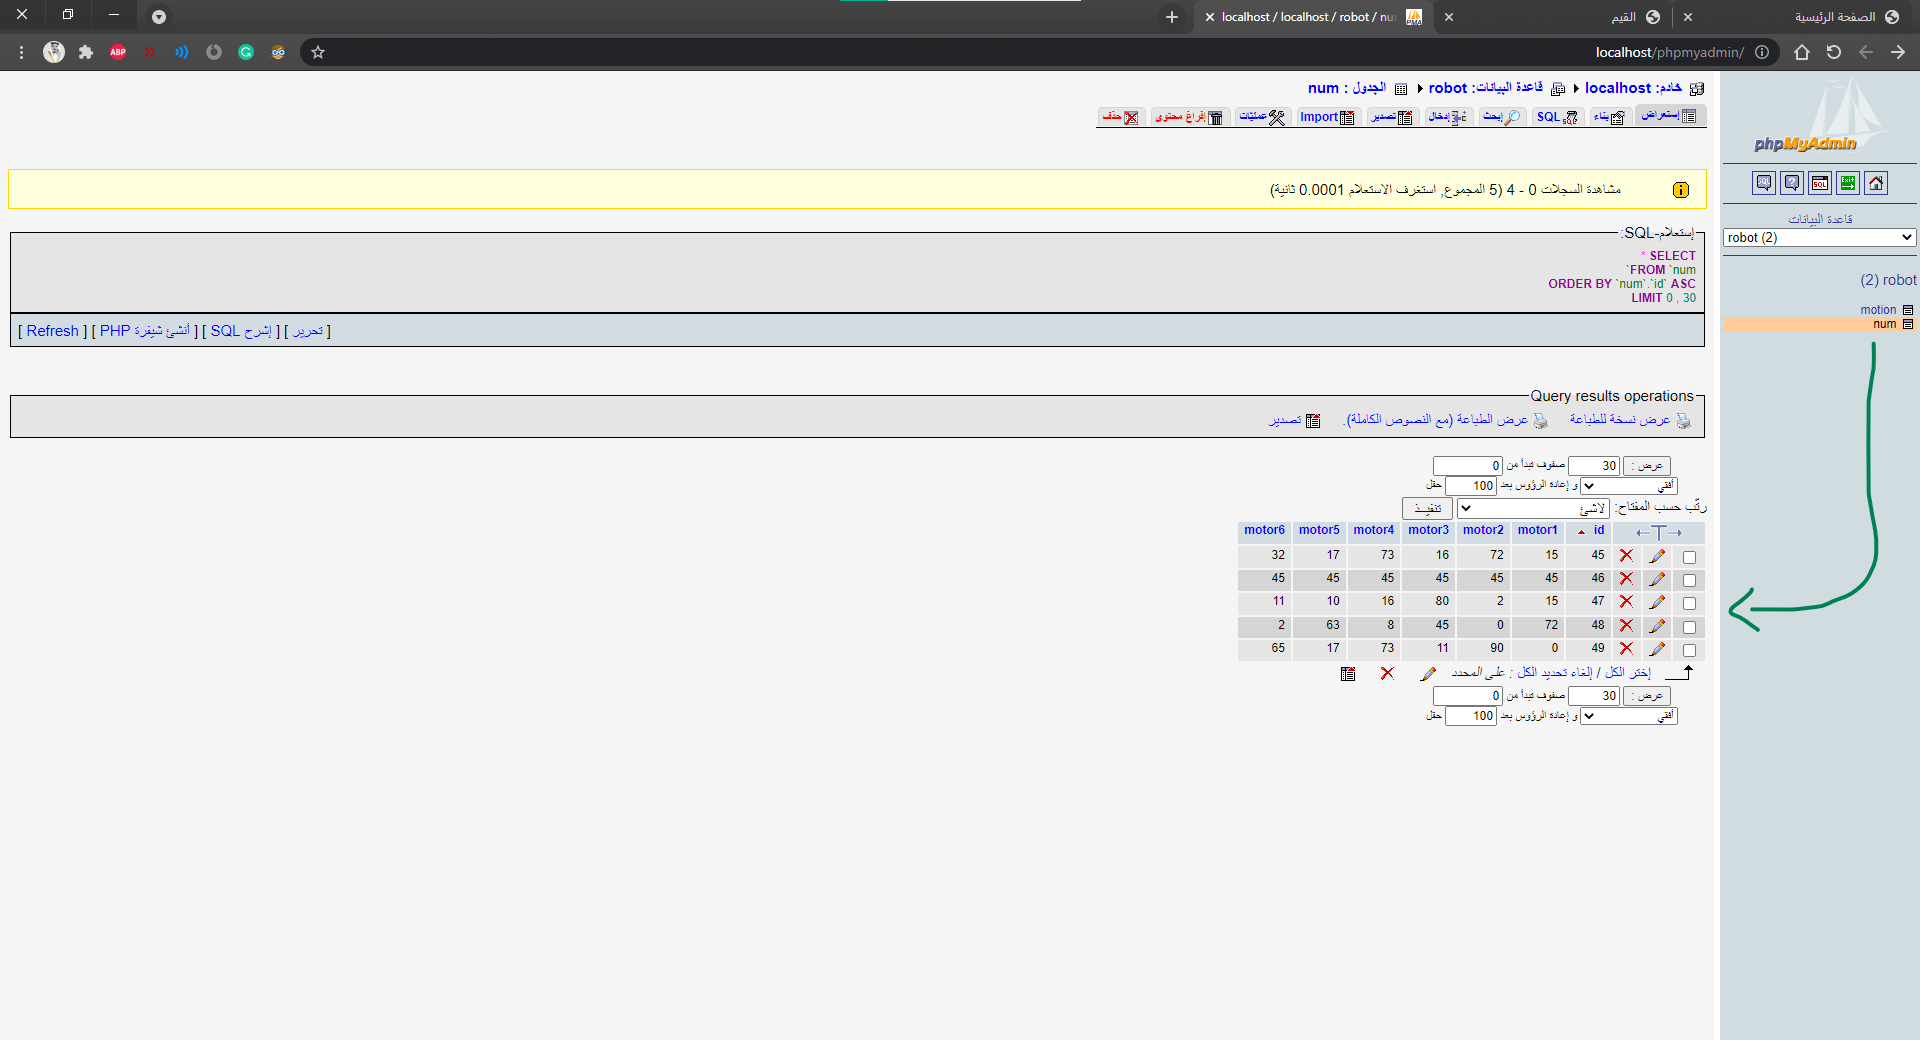 الصفحة الرئيسية
القيم
localhost / localhost / robot / nu
localhost/phpmyadmin/
ABP
خادم: localhost ▸ قاعدة البيانات: robot ▸ الجدول : num
إستعراض بناء SQL إبحث إدخال تصدير Import عمليّات إفراغ محتوى حذف
phpMyAdmin
قاعدة البيانات
robot (2)
robot (2)
motion
num
مشاهدة السجلات 0 - 4 (5 المجموع, استغرف الاستعلام 0.0001 ثانية)
إستعلام-SQL:
SELECT *
FROM `num`
ORDER BY `num`.`id` ASC
LIMIT 0 , 30
[ تحرير ] [ إشرح SQL ] [ أنشئ شيفرة PHP ] [ Refresh ]
Query results operations
عرض نسخة للطباعة عرض الطباعة (مع النصوص الكاملة). تصدير
عرض : 30 صفوف تبدأ من 0
أفقي و إعادة الرؤوس بعد 100 حقل
رتّب حسب المفتاح: لاشئ تنفيــذ
←T→ id motor1 motor2 motor3 motor4 motor5 motor6
45 15 72 16 73 17 32
46 45 45 45 45 45 45
47 15 2 80 16 10 11
48 72 0 45 8 63 2
49 0 90 11 73 17 65
إختر الكل / إلغاء تحديد الكل : على المحدد
عرض : 30 صفوف تبدأ من 0
أفقي و إعادة الرؤوس بعد 100 حقل